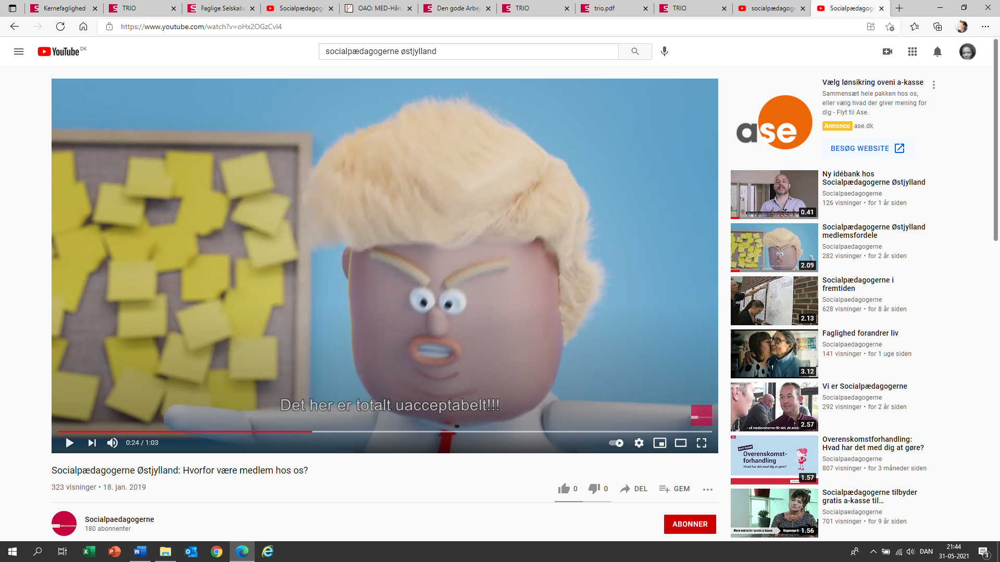 Kernefaglighed
TRIO
Faglige Selskabe
Socialpædagog
OAO: MED-Hån
Den gode Arbej
TRIO
trio.pdf
TRIO
socialpædagoge
Socialpædagog
https://www.youtube.com/watch?v=oHx2OGzCvI4
YouTube DK
socialpædagogerne østjylland
Det her er totalt uacceptabelt!!!
0:24 / 1:03
Socialpædagogerne Østjylland: Hvorfor være medlem hos os?
323 visninger • 18. jan. 2019
0
0
DEL
GEM
Socialpaedagogerne
180 abonnenter
ABONNER
ase
Vælg lønsikring oveni a-kasse
Sammensæt hele pakken hos os,
eller vælg hvad der giver mening for
dig - Flyt til Ase.
Annonce ase.dk
BESØG WEBSITE
0.41
Ny idébank hos
Socialpædagogerne Østjylland
Socialpaedagogerne
126 visninger • for 1 år siden
2.09
Socialpædagogerne Østjylland
medlemsfordele
Socialpaedagogerne
282 visninger • for 2 år siden
2.13
Socialpædagogerne i
fremtiden
Socialpaedagogerne
628 visninger • for 8 år siden
3.12
Faglighed forandrer liv
Socialpaedagogerne
141 visninger • for 1 uge siden
- så medlemmerne får det, de ønsk
2.57
Vi er Socialpædagogerne
Socialpaedagogerne
292 visninger • for 2 år siden
Kort fortalt
Overenskomst-
forhandling
Hvad har det med dig at gøre?
1.57
Overenskomstforhandling:
Hvad har det med dig at gøre?
Socialpaedagogerne
807 visninger • for 3 måneder siden
Mere end et år i gratis a-kasse
Dagpenge fr
1.56
Socialpædagogerne tilbyder
gratis a-kasse til...
Socialpaedagogerne
701 visninger • for 9 år siden
DAN
21:44
31-05-2021
3